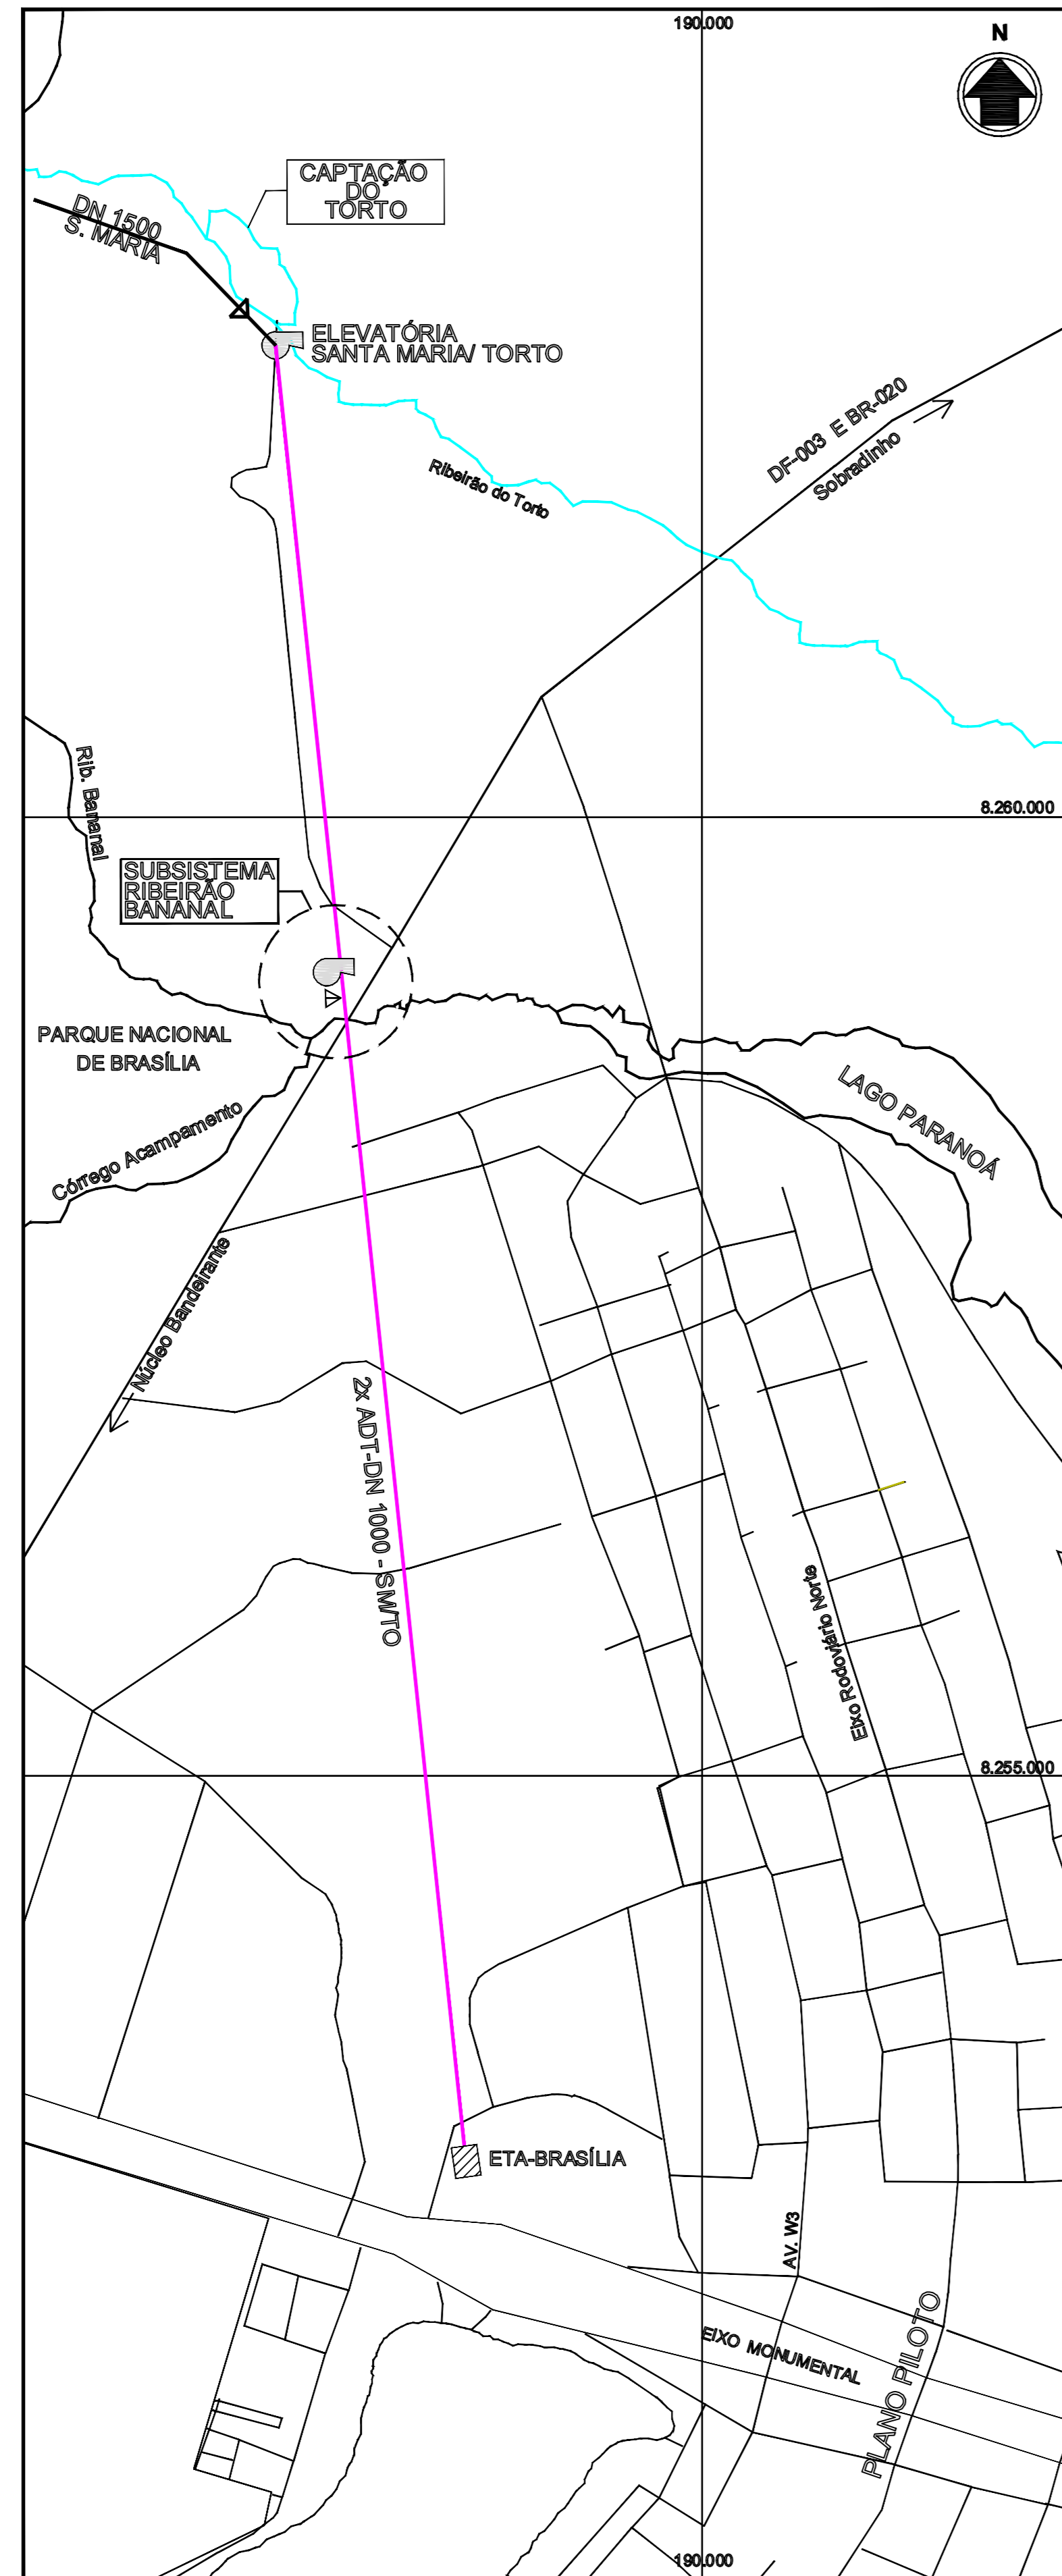 190.000
N
CAPTAÇÃO
DO
TORTO
DN 1500
S. MARIA
ELEVATÓRIA
SANTA MARIA/ TORTO
DF-003 E BR-020
Sobradinho
Ribeirão do Torto
Rib. Bananal
8.260.000
SUBSISTEMA
RIBEIRÃO
BANANAL
PARQUE NACIONAL
DE BRASÍLIA
LAGO PARANOÁ
Córrego Acampamento
Núcleo Bandeirante
2x ADT-DN 1000 - SM/TO
Eixo Rodoviário Norte
8.255.000
ETA-BRASÍLIA
AV. W3
EIXO MONUMENTAL
PLANO PILOTO
190.000